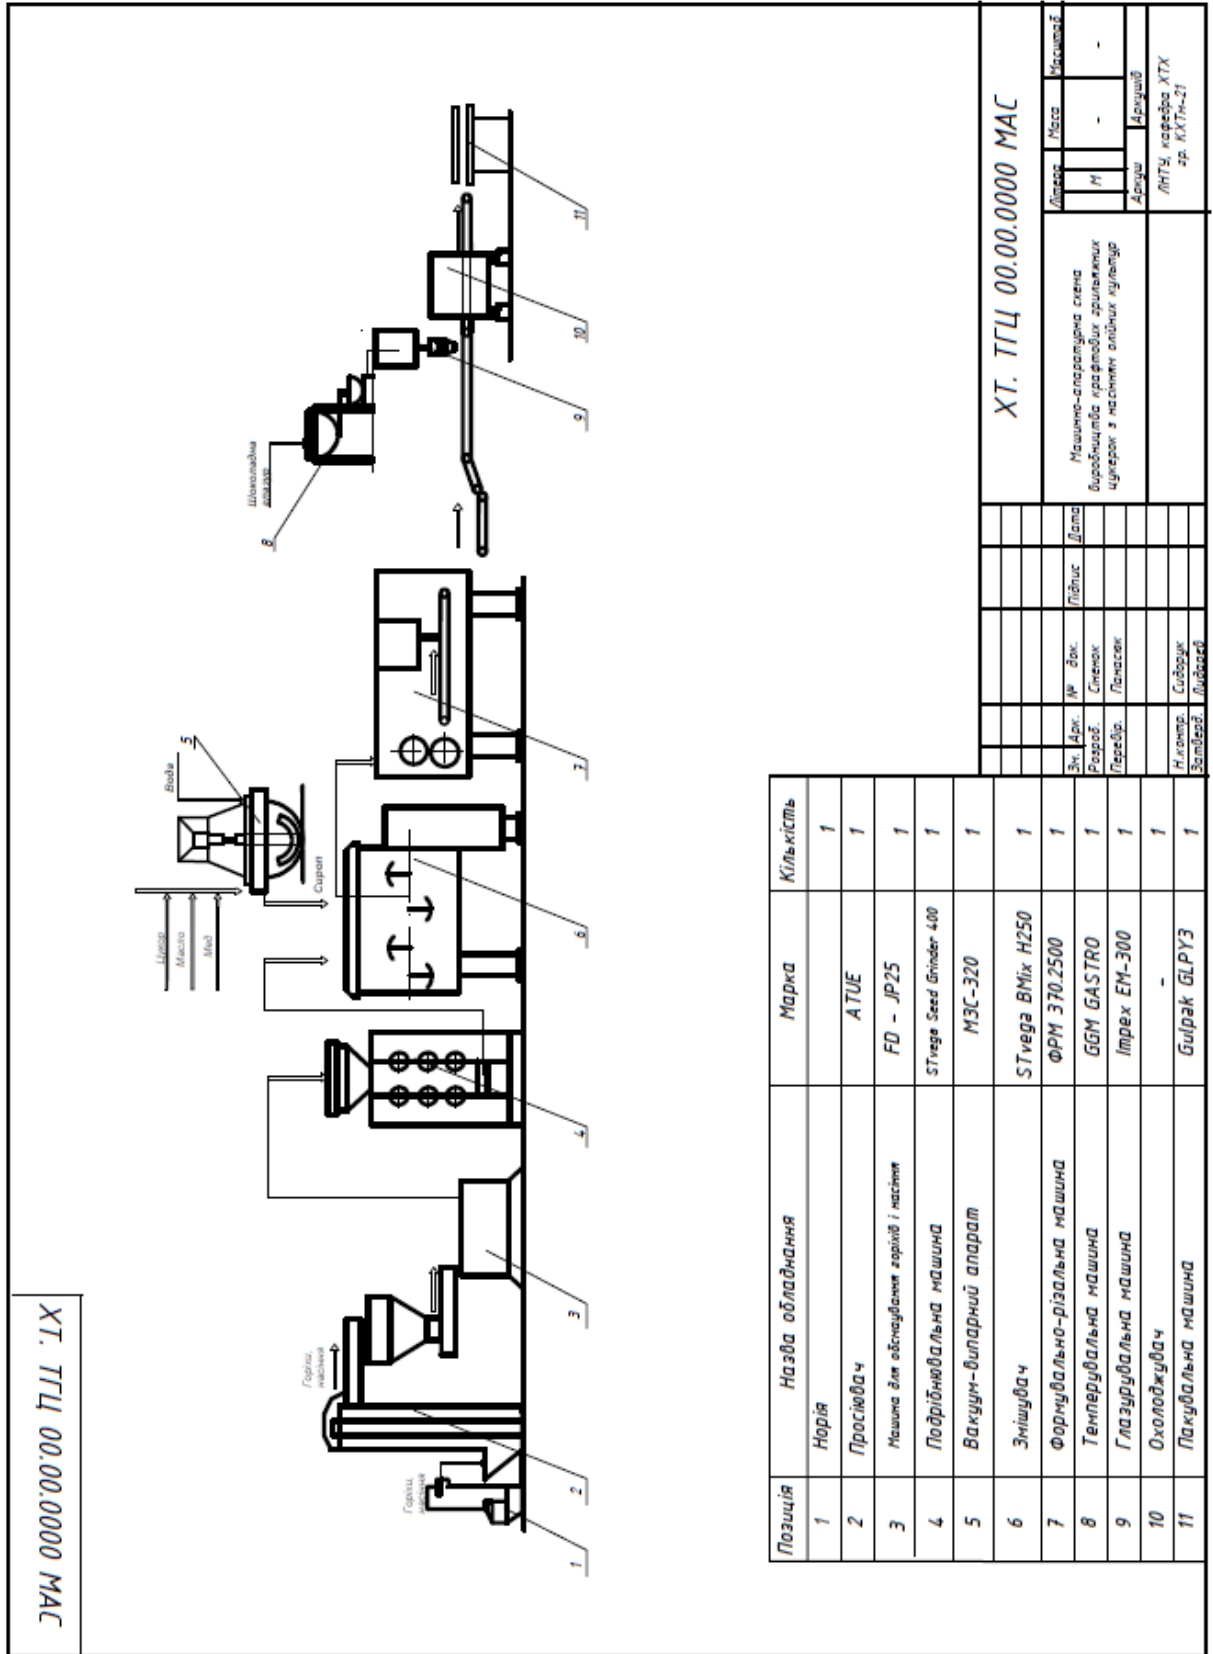 ХТ. ТГЦ 00.00.0000 МАС
Горіхи,
насіння
Горіхи,
насіння
Цукор
Масло
Мед
Вода
Сироп
Шоколадна
глазур
1
2
3
4
5
6
7
8
9
10
11
Позиція Назва обладнання Марка Кількість
1 Норія 1
2 Просіювач ATUE 1
3 Машина для обснаування горіхів і насіння FD - JP25 1
4 Подрібнювальна машина STvega Seed Grinder 400 1
5 Вакуум-випарний апарат МЗС-320 1
6 Змішувач STvega BMix H250 1
7 Формувально-різальна машина ФРМ 370.2500 1
8 Темперувальна машина GGM GASTRO 1
9 Глазурувальна машина Impex EM-300 1
10 Охолоджувач - 1
11 Пакувальна машина Gulpak GLPY3 1
ХТ. ТГЦ 00.00.0000 МАС
Зн. Арк. № док. Підпис Дата
Розроб. Сіненок
Перевір. Панасюк
Н.контр. Сидорук
Затверд.
Машинно-апаратурна схема
виробництва крафтових грильяжних
цукерок з насінням олійних культур
Літера Маса Масштаб
М - -
Аркуш Аркушів
ЛНТУ, кафедра ХТХ
гр. КХТм-21